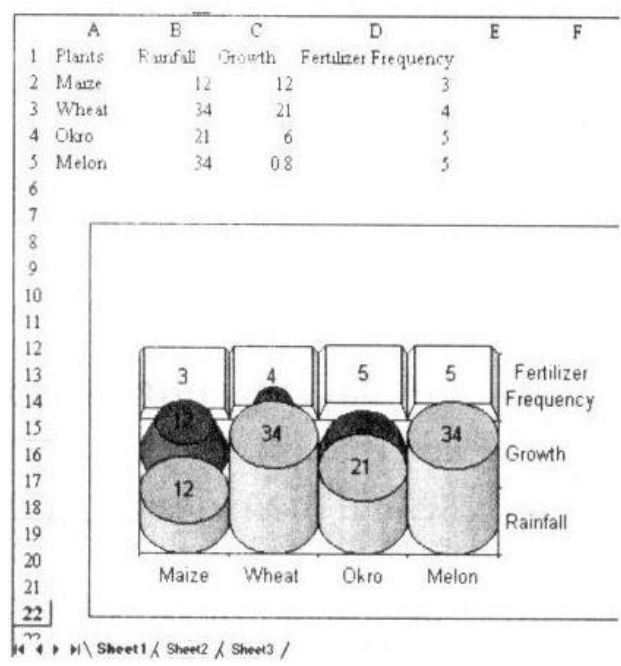 A B C D E F
1 Plants Rainfall Growth Fertilizer Frequency
2 Maize 12 12 3
3 Wheat 34 21 4
4 Okro 21 6 5
5 Melon 34 0.8 5
6
7
8
9
10
11
12
13
14
15
16
17
18
19
20
21
22
3 4 5 5 Fertilizer
Frequency
12 34 21 34 Growth
12 Rainfall
Maize Wheat Okro Melon
Sheet1 Sheet2 Sheet3